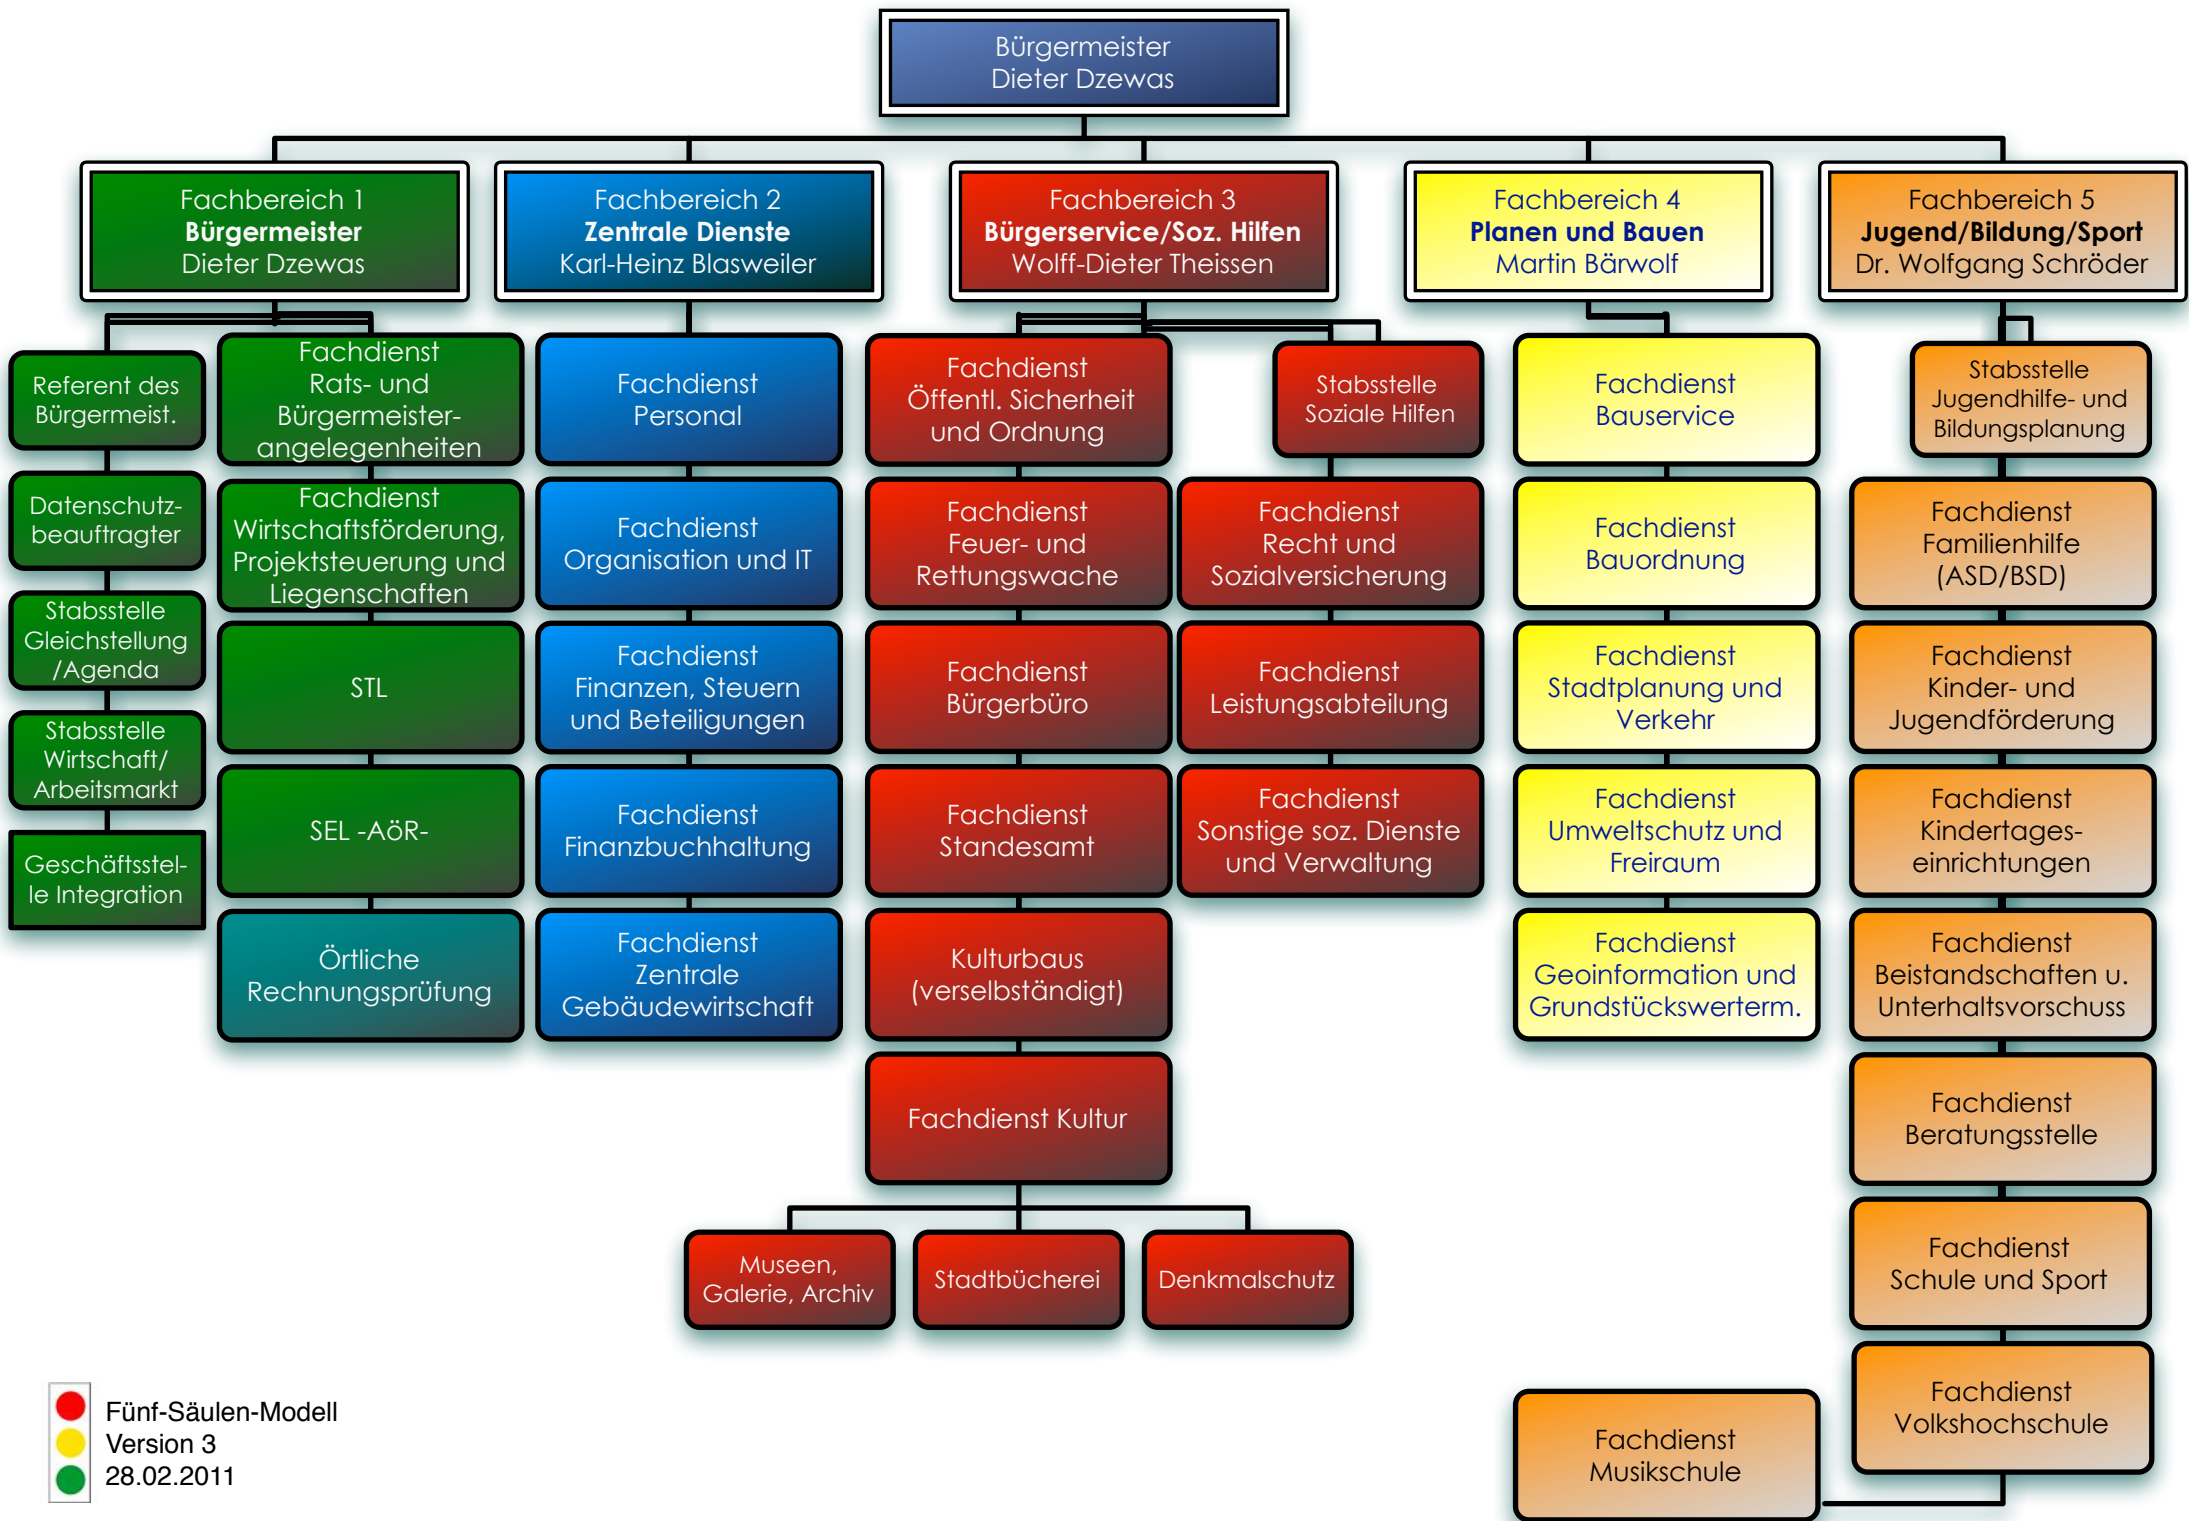 Bürgermeister
Dieter Dzewas
Fachbereich 1
Bürgermeister
Dieter Dzewas
Fachbereich 2
Zentrale Dienste
Karl-Heinz Blasweiler
Fachbereich 3
Bürgerservice/Soz. Hilfen
Wolff-Dieter Theissen
Fachbereich 4
Planen und Bauen
Martin Bärwolf
Fachbereich 5
Jugend/Bildung/Sport
Dr. Wolfgang Schröder
Referent des
Bürgermeist.
Datenschutz-
beauftragter
Stabsstelle
Gleichstellung
/Agenda
Stabsstelle
Wirtschaft/
Arbeitsmarkt
Geschäftsstel-
le Integration
Fachdienst
Rats- und
Bürgermeister-
angelegenheiten
Fachdienst
Wirtschaftsförderung,
Projektsteuerung und
Liegenschaften
STL
SEL -AöR-
Örtliche
Rechnungsprüfung
Fachdienst
Personal
Fachdienst
Organisation und IT
Fachdienst
Finanzen, Steuern
und Beteiligungen
Fachdienst
Finanzbuchhaltung
Fachdienst
Zentrale
Gebäudewirtschaft
Fachdienst
Öffentl. Sicherheit
und Ordnung
Fachdienst
Feuer- und
Rettungswache
Fachdienst
Bürgerbüro
Fachdienst
Standesamt
Kulturbaus
(verselbständigt)
Fachdienst Kultur
Museen,
Galerie, Archiv
Stadtbücherei
Denkmalschutz
Stabsstelle
Soziale Hilfen
Fachdienst
Recht und
Sozialversicherung
Fachdienst
Leistungsabteilung
Fachdienst
Sonstige soz. Dienste
und Verwaltung
Fachdienst
Bauservice
Fachdienst
Bauordnung
Fachdienst
Stadtplanung und
Verkehr
Fachdienst
Umweltschutz und
Freiraum
Fachdienst
Geoinformation und
Grundstückswerterm.
Stabsstelle
Jugendhilfe- und
Bildungsplanung
Fachdienst
Familienhilfe
(ASD/BSD)
Fachdienst
Kinder- und
Jugendförderung
Fachdienst
Kindertages-
einrichtungen
Fachdienst
Beistandschaften u.
Unterhaltsvorschuss
Fachdienst
Beratungsstelle
Fachdienst
Schule und Sport
Fachdienst
Volkshochschule
Fachdienst
Musikschule
Fünf-Säulen-Modell
Version 3
28.02.2011